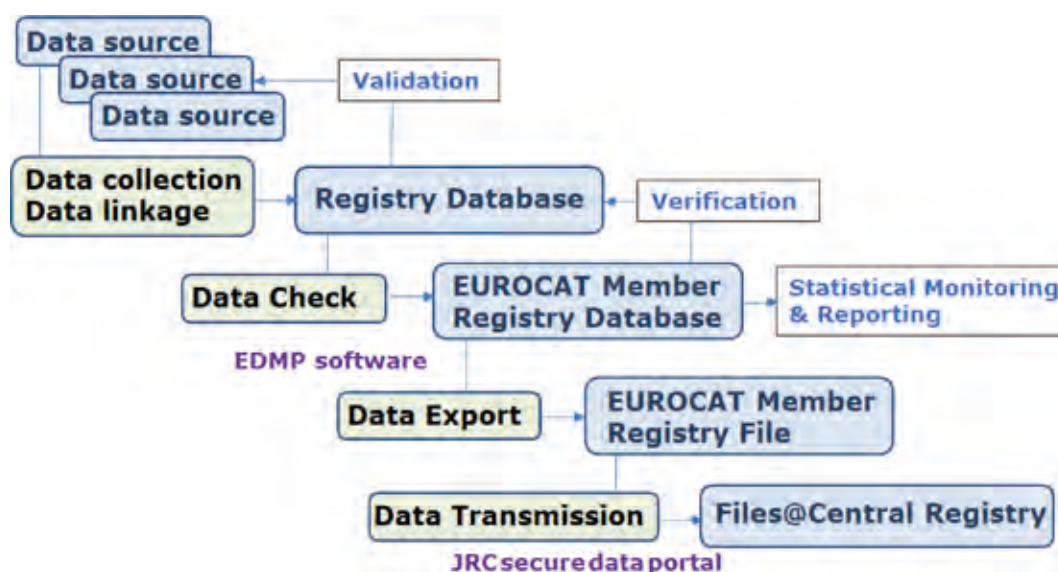 Data source
Data source
Validation
Data source
Data collection
Data linkage
Registry Database
Verification
Data Check
EUROCAT Member
Registry Database
Statistical Monitoring
& Reporting
EDMP software
Data Export
EUROCAT Member
Registry File
Data Transmission
Files@Central Registry
JRC secure data portal